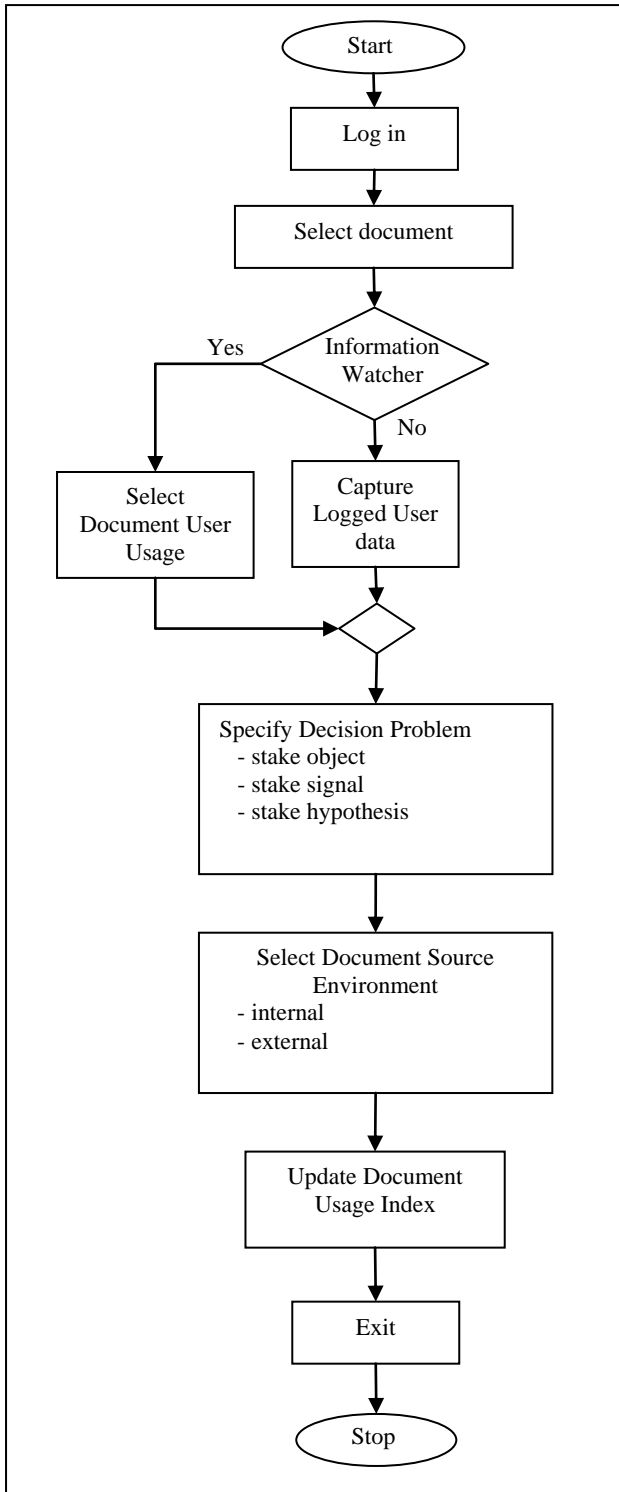 Start
Log in
Select document
Information
Watcher
Yes
No
Select
Document User
Usage
Capture
Logged User
data
Specify Decision Problem
- stake object
- stake signal
- stake hypothesis
Select Document Source
Environment
- internal
- external
Update Document
Usage Index
Exit
Stop